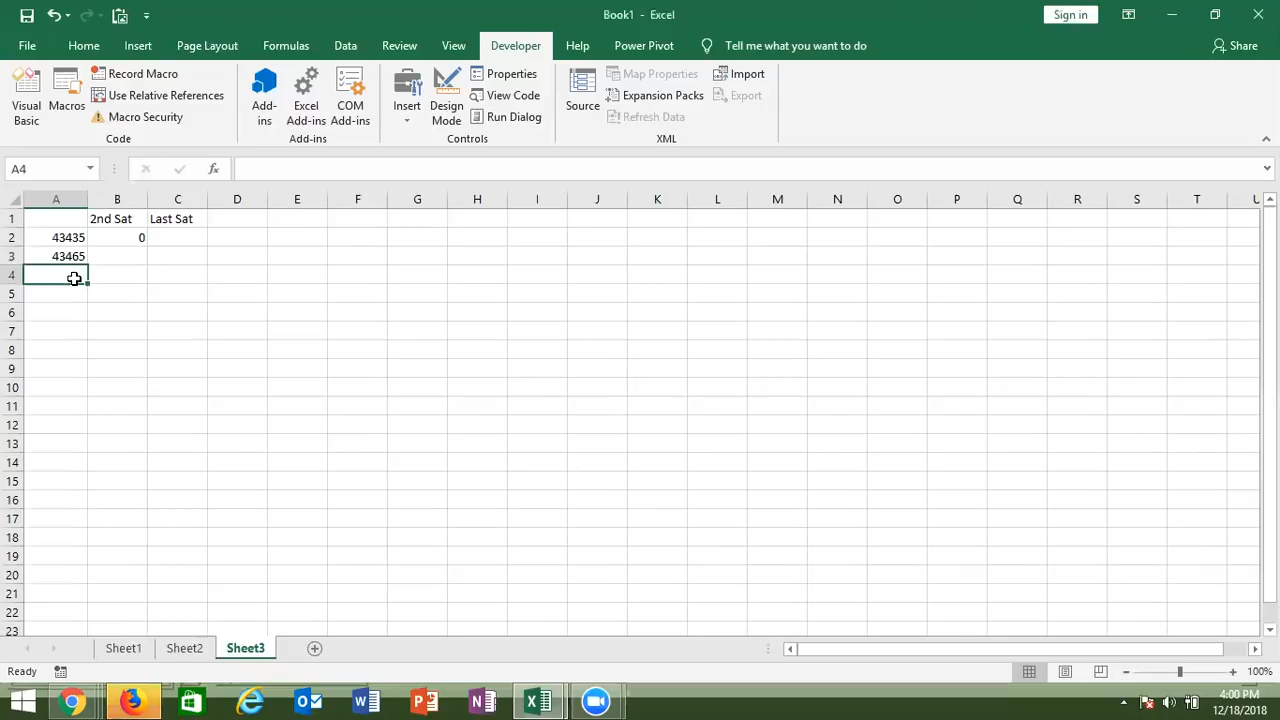 Book1 - Excel
Sign in
File Home Insert Page Layout Formulas Data Review View Developer Help Power Pivot Tell me what you want to do Share
Visual Basic
Macros
Record Macro
Use Relative References
Macro Security
Code
Add-ins
Excel Add-ins
COM Add-ins
Add-ins
Insert
Design Mode
Properties
View Code
Run Dialog
Controls
Source
Map Properties
Expansion Packs
Refresh Data
Import
Export
XML
A4
fx
A B C D E F G H I J K L M N O P Q R S T U
1 2nd Sat Last Sat
2 43435 0
3 43465
4
5
6
7
8
9
10
11
12
13
14
15
16
17
18
19
20
21
22
23
Sheet1 Sheet2 Sheet3
Ready
100%
4:00 PM
12/18/2018